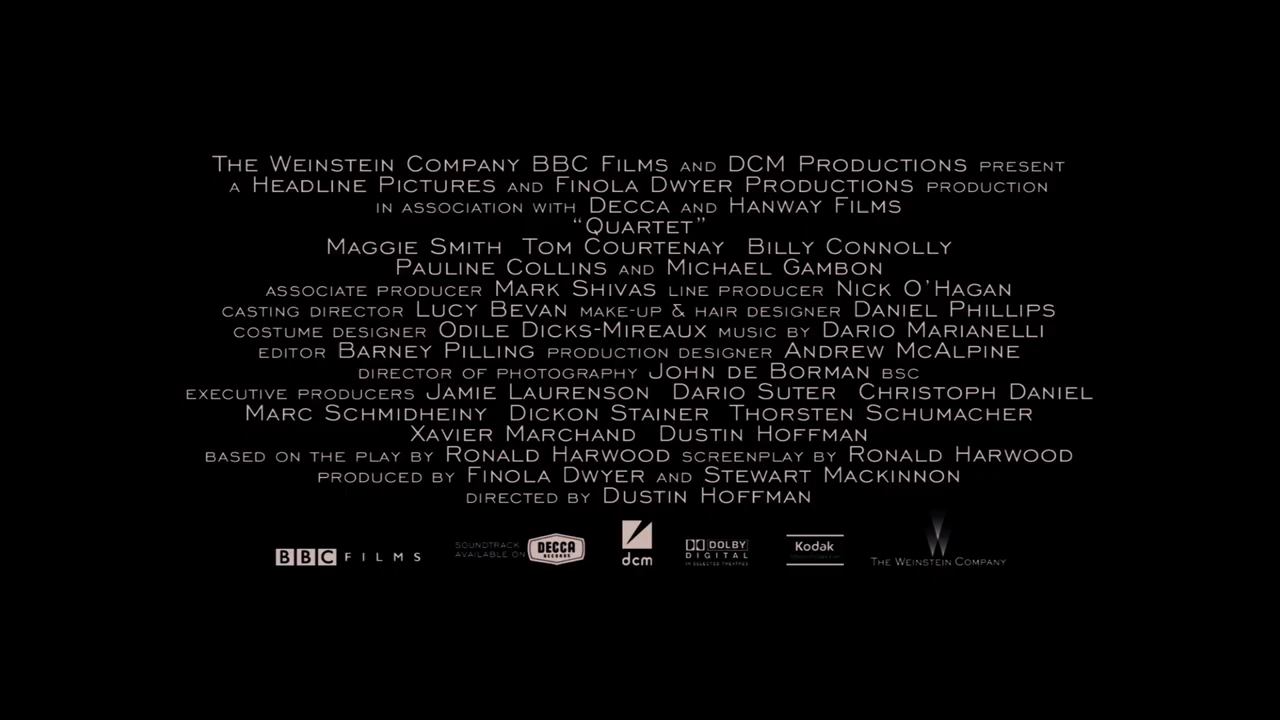 The Weinstein Company BBC Films and DCM Productions present
a Headline Pictures and Finola Dwyer Productions production
in association with Decca and Hanway Films
“Quartet”
Maggie Smith Tom Courtenay Billy Connolly
Pauline Collins and Michael Gambon
associate producer Mark Shivas line producer Nick O’Hagan
casting director Lucy Bevan make-up & hair designer Daniel Phillips
costume designer Odile Dicks-Mireaux music by Dario Marianelli
editor Barney Pilling production designer Andrew McAlpine
director of photography John de Borman BSC
executive producers Jamie Laurenson Dario Suter Christoph Daniel
Marc Schmidheiny Dickon Stainer Thorsten Schumacher
Xavier Marchand Dustin Hoffman
based on the play by Ronald Harwood screenplay by Ronald Harwood
produced by Finola Dwyer and Stewart Mackinnon
directed by Dustin Hoffman
BBC FILMS
SOUNDTRACK
AVAILABLE ON
DECCA
RECORDS
dcm
DOLBY
DIGITAL
IN SELECTED THEATRES
Kodak
The Weinstein Company